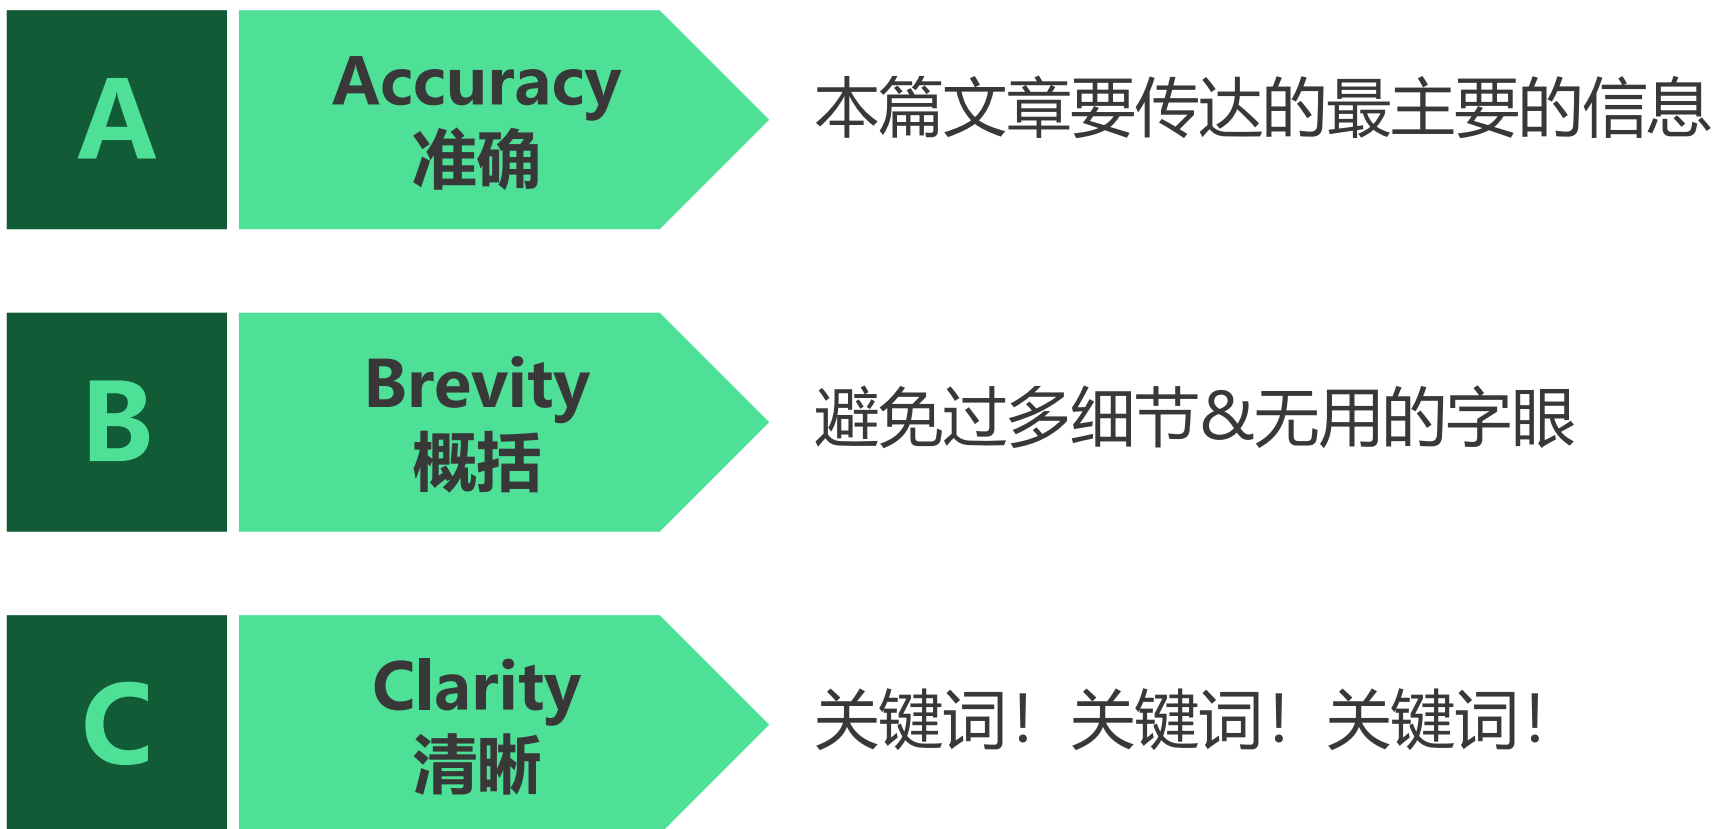 A
Accuracy
准确
本篇文章要传达的最主要的信息
B
Brevity
概括
避免过多细节&无用的字眼
C
Clarity
清晰
关键词！关键词！关键词！